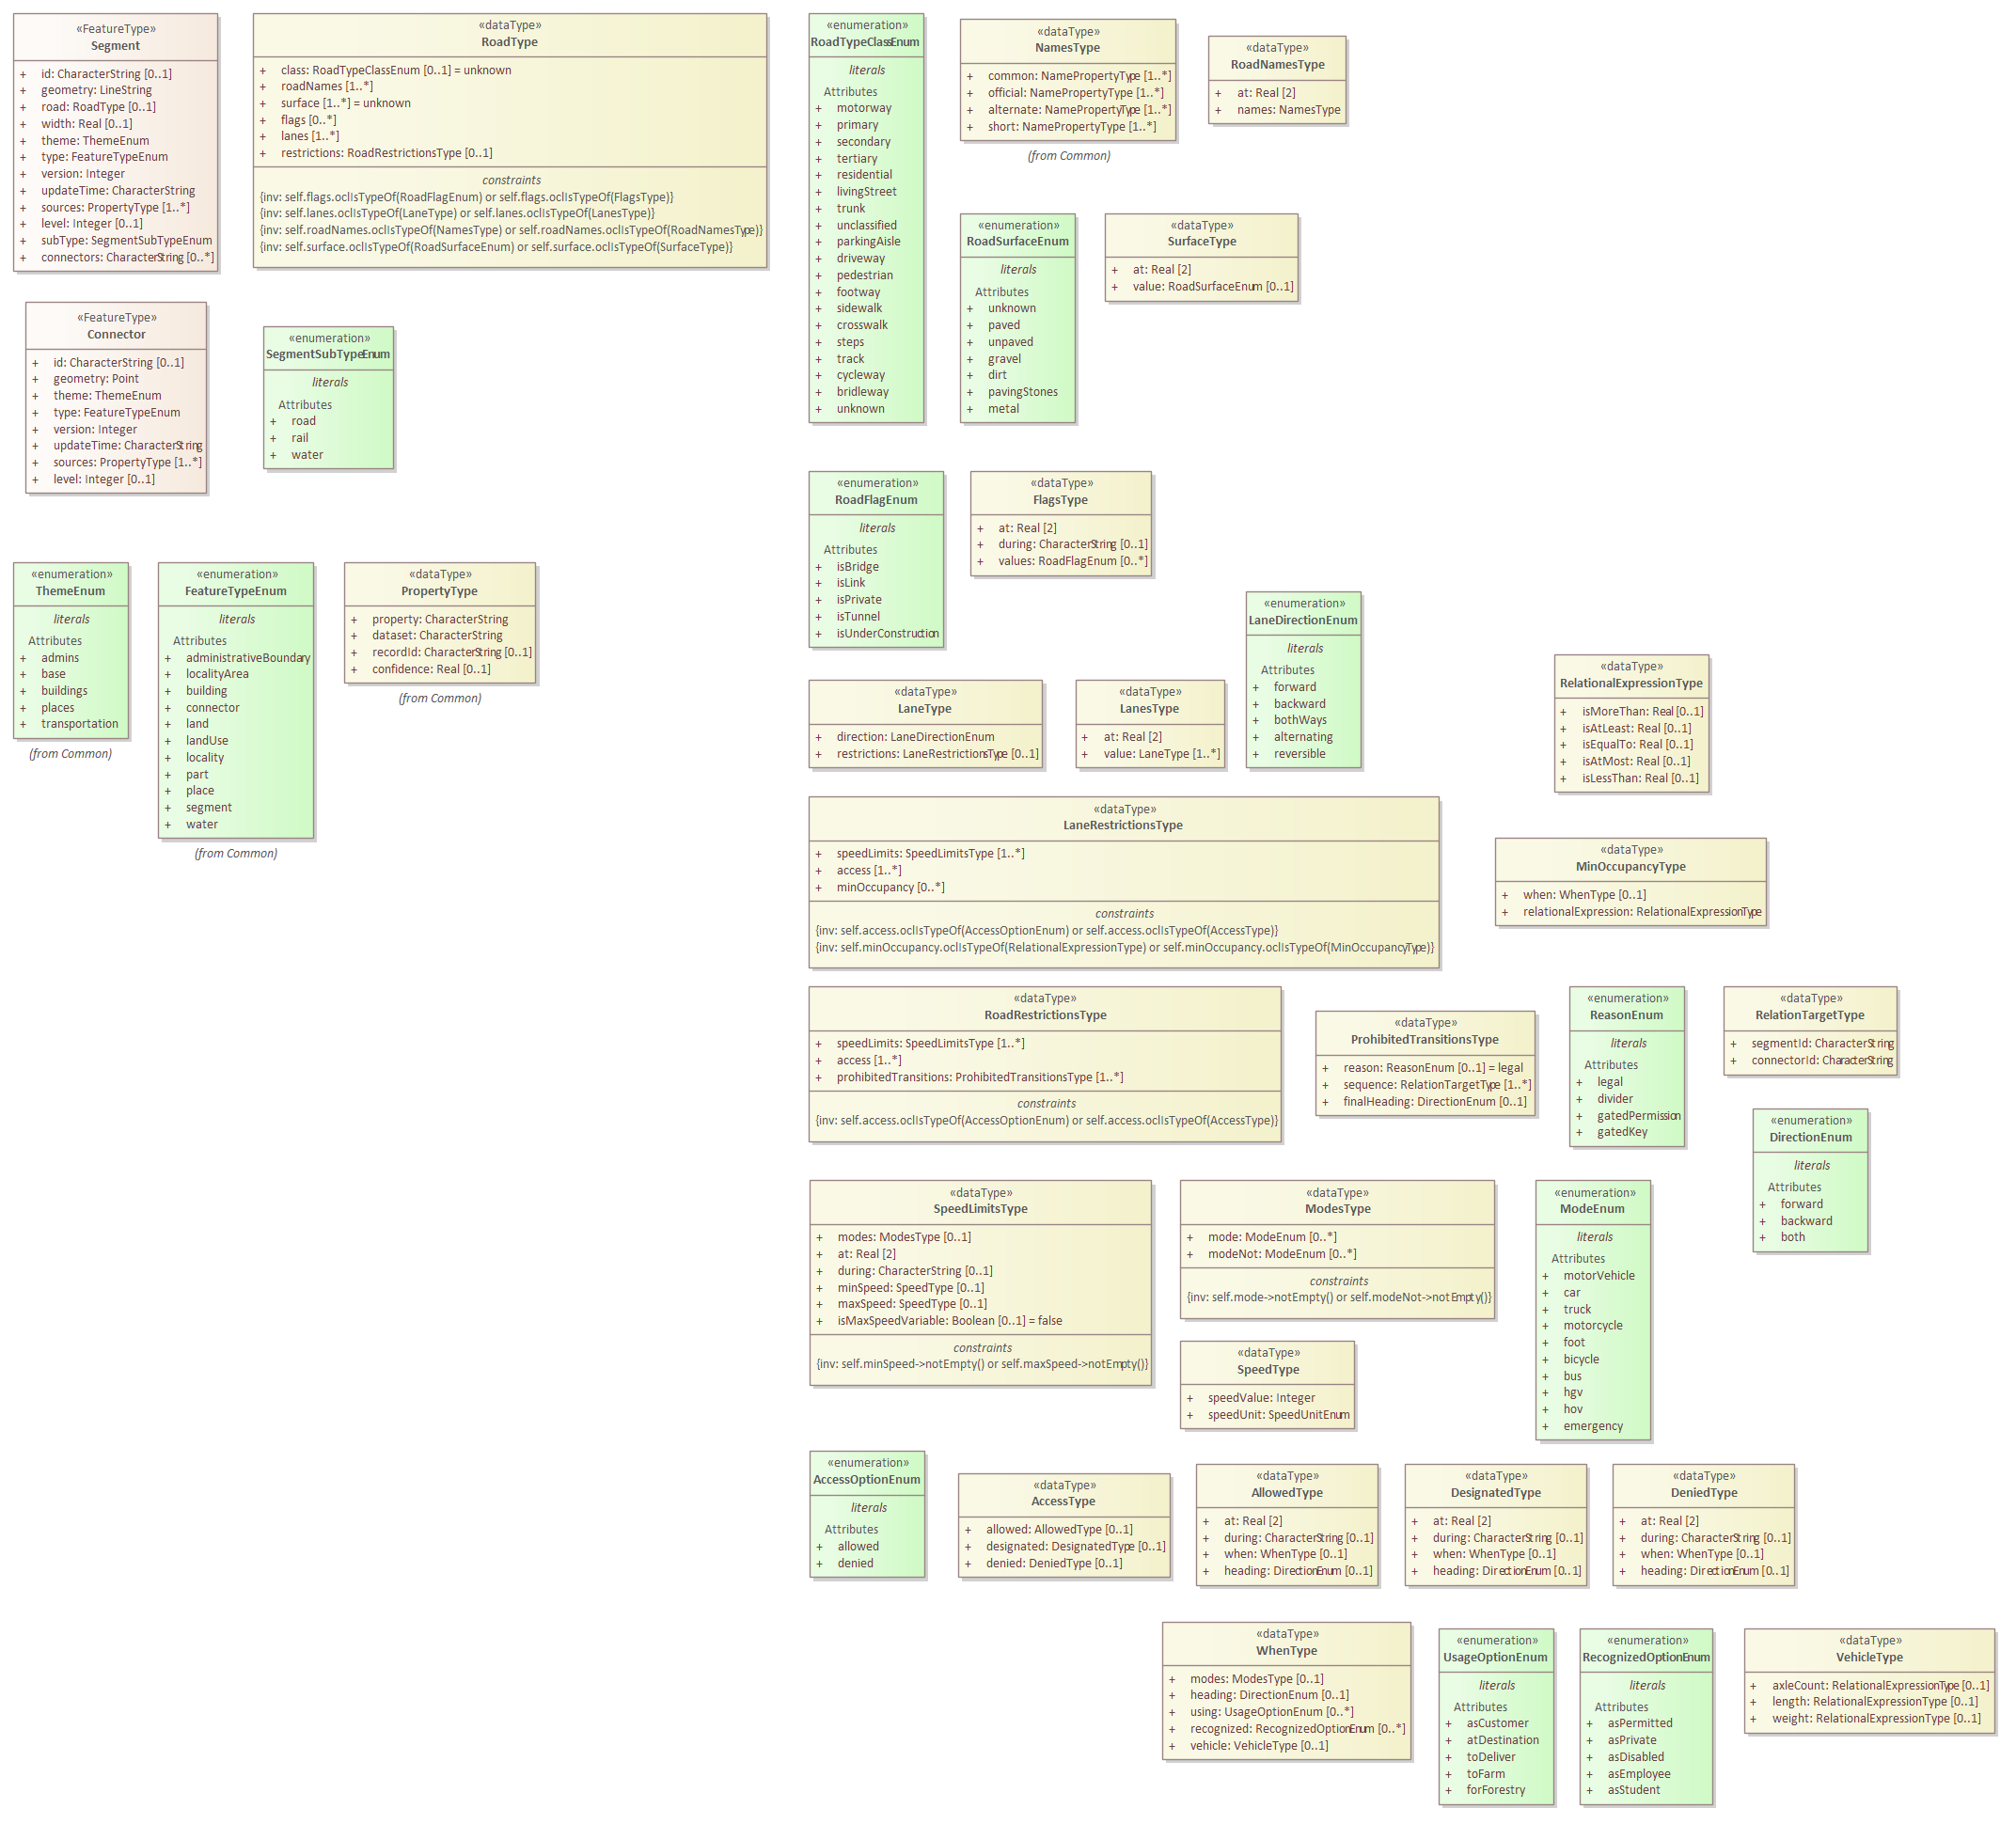 «FeatureType»
Segment
+ id: CharacterString [0..1]
+ geometry: LineString
+ road: RoadType [0..1]
+ width: Real [0..1]
+ theme: ThemeEnum
+ type: FeatureTypeEnum
+ version: Integer
+ updateTime: CharacterString
+ sources: PropertyType [1..*]
+ level: Integer [0..1]
+ subType: SegmentSubTypeEnum
+ connectors: CharacterString [0..*]
«dataType»
RoadType
+ class: RoadTypeClassEnum [0..1] = unknown
+ roadNames [1..*]
+ surface [1..*] = unknown
+ flags [0..*]
+ lanes [1..*]
+ restrictions: RoadRestrictionsType [0..1]
constraints
{inv: self.flags.oclIsTypeOf(RoadFlagEnum) or self.flags.oclIsTypeOf(FlagsType)}
{inv: self.lanes.oclIsTypeOf(LaneType) or self.lanes.oclIsTypeOf(LanesType)}
{inv: self.roadNames.oclIsTypeOf(NamesType) or self.roadNames.oclIsTypeOf(RoadNamesType)}
{inv: self.surface.oclIsTypeOf(RoadSurfaceEnum) or self.surface.oclIsTypeOf(SurfaceType)}
«enumeration»
RoadTypeClassEnum
literals
Attributes
+ motorway
+ primary
+ secondary
+ tertiary
+ residential
+ livingStreet
+ trunk
+ unclassified
+ parkingAisle
+ driveway
+ pedestrian
+ footway
+ sidewalk
+ crosswalk
+ steps
+ track
+ cycleway
+ bridleway
+ unknown
«dataType»
NamesType
+ common: NamePropertyType [1..*]
+ official: NamePropertyType [1..*]
+ alternate: NamePropertyType [1..*]
+ short: NamePropertyType [1..*]
(from Common)
«dataType»
RoadNamesType
+ at: Real [2]
+ names: NamesType
«enumeration»
RoadSurfaceEnum
literals
Attributes
+ unknown
+ paved
+ unpaved
+ gravel
+ dirt
+ pavingStones
+ metal
«dataType»
SurfaceType
+ at: Real [2]
+ value: RoadSurfaceEnum [0..1]
«FeatureType»
Connector
+ id: CharacterString [0..1]
+ geometry: Point
+ theme: ThemeEnum
+ type: FeatureTypeEnum
+ version: Integer
+ updateTime: CharacterString
+ sources: PropertyType [1..*]
+ level: Integer [0..1]
«enumeration»
SegmentSubTypeEnum
literals
Attributes
+ road
+ rail
+ water
«enumeration»
RoadFlagEnum
literals
Attributes
+ isBridge
+ isLink
+ isPrivate
+ isTunnel
+ isUnderConstruction
«dataType»
FlagsType
+ at: Real [2]
+ during: CharacterString [0..1]
+ values: RoadFlagEnum [0..*]
«enumeration»
ThemeEnum
literals
Attributes
+ admins
+ base
+ buildings
+ places
+ transportation
(from Common)
«enumeration»
FeatureTypeEnum
literals
Attributes
+ administrativeBoundary
+ localityArea
+ building
+ connector
+ land
+ landUse
+ locality
+ part
+ place
+ segment
+ water
(from Common)
«dataType»
PropertyType
+ property: CharacterString
+ dataset: CharacterString
+ recordId: CharacterString [0..1]
+ confidence: Real [0..1]
(from Common)
«enumeration»
LaneDirectionEnum
literals
Attributes
+ forward
+ backward
+ bothWays
+ alternating
+ reversible
«dataType»
LaneType
+ direction: LaneDirectionEnum
+ restrictions: LaneRestrictionsType [0..1]
«dataType»
LanesType
+ at: Real [2]
+ value: LaneType [1..*]
«dataType»
RelationalExpressionType
+ isMoreThan: Real [0..1]
+ isAtLeast: Real [0..1]
+ isEqualTo: Real [0..1]
+ isAtMost: Real [0..1]
+ isLessThan: Real [0..1]
«dataType»
LaneRestrictionsType
+ speedLimits: SpeedLimitsType [1..*]
+ access [1..*]
+ minOccupancy [0..*]
constraints
{inv: self.access.oclIsTypeOf(AccessOptionEnum) or self.access.oclIsTypeOf(AccessType)}
{inv: self.minOccupancy.oclIsTypeOf(RelationalExpressionType) or self.minOccupancy.oclIsTypeOf(MinOccupancyType)}
«dataType»
MinOccupancyType
+ when: WhenType [0..1]
+ relationalExpression: RelationalExpressionType
«dataType»
RoadRestrictionsType
+ speedLimits: SpeedLimitsType [1..*]
+ access [1..*]
+ prohibitedTransitions: ProhibitedTransitionsType [1..*]
constraints
{inv: self.access.oclIsTypeOf(AccessOptionEnum) or self.access.oclIsTypeOf(AccessType)}
«dataType»
ProhibitedTransitionsType
+ reason: ReasonEnum [0..1] = legal
+ sequence: RelationTargetType [1..*]
+ finalHeading: DirectionEnum [0..1]
«enumeration»
ReasonEnum
literals
Attributes
+ legal
+ divider
+ gatedPermission
+ gatedKey
«dataType»
RelationTargetType
+ segmentId: CharacterString
+ connectorId: CharacterString
«enumeration»
DirectionEnum
literals
Attributes
+ forward
+ backward
+ both
«dataType»
SpeedLimitsType
+ modes: ModesType [0..1]
+ at: Real [2]
+ during: CharacterString [0..1]
+ minSpeed: SpeedType [0..1]
+ maxSpeed: SpeedType [0..1]
+ isMaxSpeedVariable: Boolean [0..1] = false
constraints
{inv: self.minSpeed->notEmpty() or self.maxSpeed->notEmpty()}
«dataType»
ModesType
+ mode: ModeEnum [0..*]
+ modeNot: ModeEnum [0..*]
constraints
{inv: self.mode->notEmpty() or self.modeNot->notEmpty()}
«dataType»
SpeedType
+ speedValue: Integer
+ speedUnit: SpeedUnitEnum
«enumeration»
ModeEnum
literals
Attributes
+ motorVehicle
+ car
+ truck
+ motorcycle
+ foot
+ bicycle
+ bus
+ hgv
+ hov
+ emergency
«enumeration»
AccessOptionEnum
literals
Attributes
+ allowed
+ denied
«dataType»
AccessType
+ allowed: AllowedType [0..1]
+ designated: DesignatedType [0..1]
+ denied: DeniedType [0..1]
«dataType»
AllowedType
+ at: Real [2]
+ during: CharacterString [0..1]
+ when: WhenType [0..1]
+ heading: DirectionEnum [0..1]
«dataType»
DesignatedType
+ at: Real [2]
+ during: CharacterString [0..1]
+ when: WhenType [0..1]
+ heading: DirectionEnum [0..1]
«dataType»
DeniedType
+ at: Real [2]
+ during: CharacterString [0..1]
+ when: WhenType [0..1]
+ heading: DirectionEnum [0..1]
«dataType»
WhenType
+ modes: ModesType [0..1]
+ heading: DirectionEnum [0..1]
+ using: UsageOptionEnum [0..*]
+ recognized: RecognizedOptionEnum [0..*]
+ vehicle: VehicleType [0..1]
«enumeration»
UsageOptionEnum
literals
Attributes
+ asCustomer
+ atDestination
+ toDeliver
+ toFarm
+ forForestry
«enumeration»
RecognizedOptionEnum
literals
Attributes
+ asPermitted
+ asPrivate
+ asDisabled
+ asEmployee
+ asStudent
«dataType»
VehicleType
+ axleCount: RelationalExpressionType [0..1]
+ length: RelationalExpressionType [0..1]
+ weight: RelationalExpressionType [0..1]